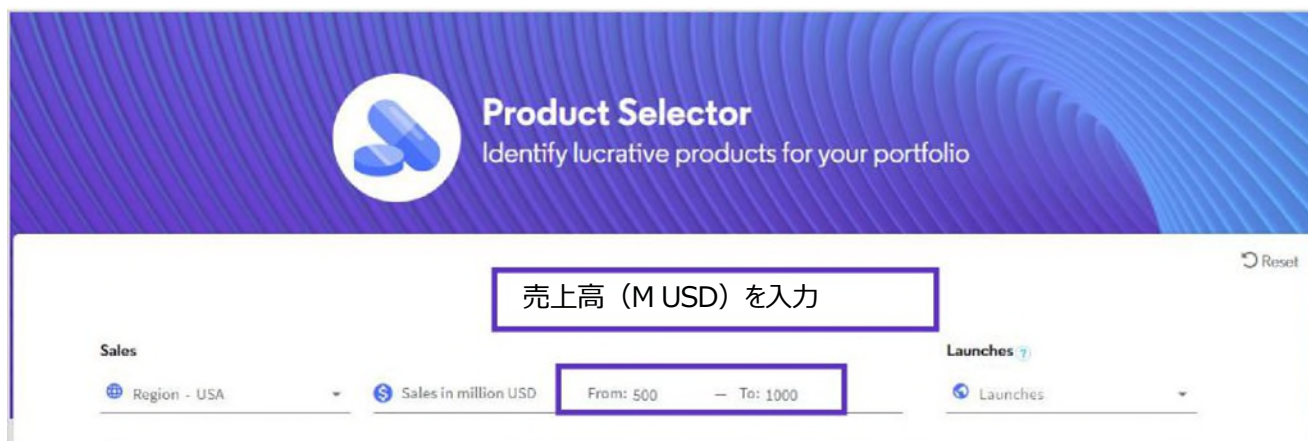 Product Selector
Identify lucrative products for your portfolio
Reset
売上高（M USD）を入力
Sales
Launches ?
Region - USA
Sales in million USD
From: 500 — To: 1000
Launches